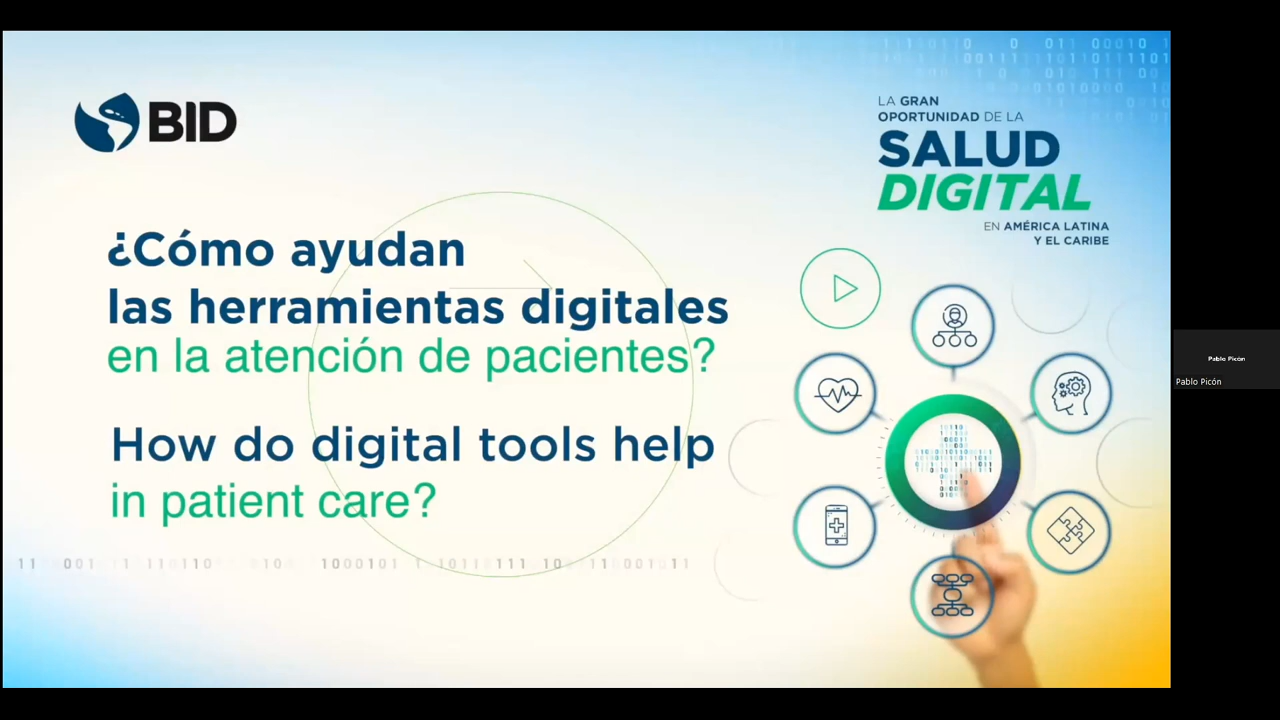 BID
LA GRAN
OPORTUNIDAD DE LA
SALUD
DIGITAL
EN AMÉRICA LATINA
Y EL CARIBE
¿Cómo ayudan
las herramientas digitales
en la atención de pacientes?
How do digital tools help
in patient care?
Pablo Picón
Pablo Picón